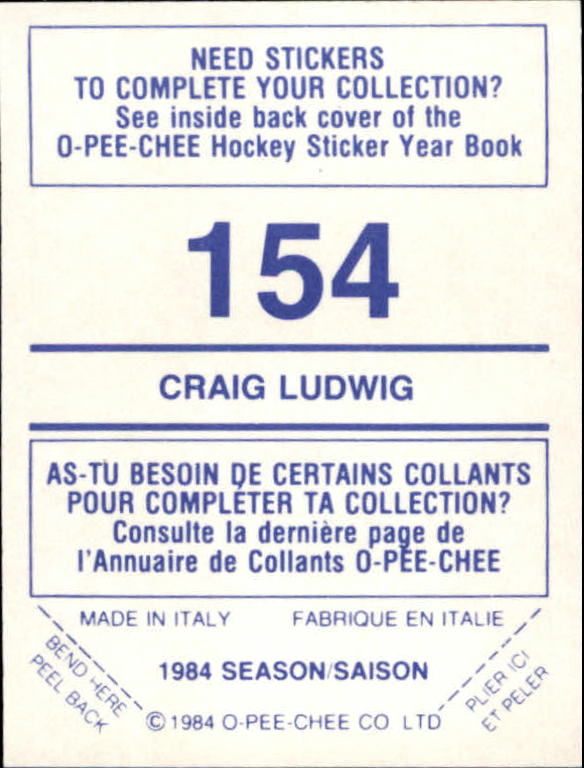 NEED STICKERS
TO COMPLETE YOUR COLLECTION?
See inside back cover of the
O-PEE-CHEE Hockey Sticker Year Book
154
CRAIG LUDWIG
AS-TU BESOIN DE CERTAINS COLLANTS
POUR COMPLÉTER TA COLLECTION?
Consulte la dernière page de
l'Annuaire de Collants O-PEE-CHEE
MADE IN ITALY FABRIQUE EN ITALIE
BEND HERE
PEEL BACK
1984 SEASON/SAISON
PLIER ICI
ET PELER
© 1984 O-PEE-CHEE CO LTD